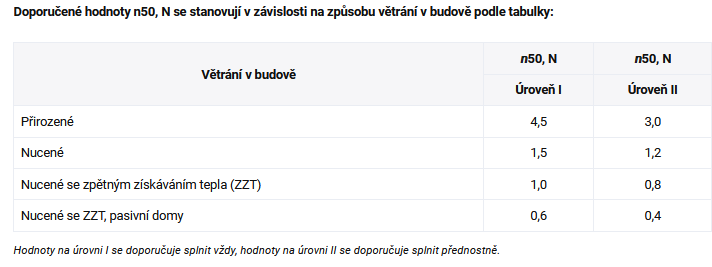 Doporučené hodnoty n50, N se stanovují v závislosti na způsobu větrání v budově podle tabulky:
Větrání v budově
n50, N n50, N
Úroveň I Úroveň II
Přirozené 4,5 3,0
Nucené 1,5 1,2
Nucené se zpětným získáváním tepla (ZZT) 1,0 0,8
Nucené se ZZT, pasivní domy 0,6 0,4
Hodnoty na úrovni I se doporučuje splnit vždy, hodnoty na úrovni II se doporučuje splnit přednostně.